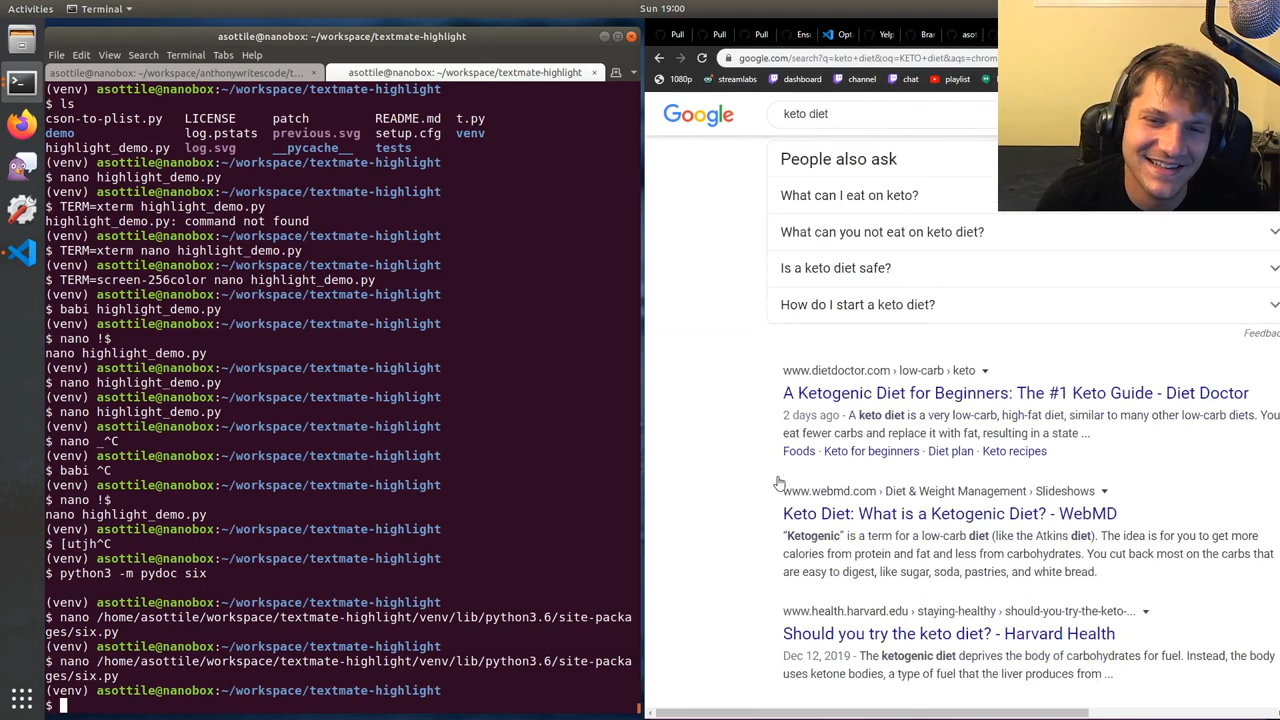 Activities
Terminal
Sun 19:00
asottile@nanobox: ~/workspace/textmate-highlight
File Edit View Search Terminal Tabs Help
asottile@nanobox: ~/workspace/anthonywritescode/t...
asottile@nanobox: ~/workspace/textmate-highlight
(venv) asottile@nanobox:~/workspace/textmate-highlight
$ ls
cson-to-plist.py LICENSE patch README.md t.py
demo log.pstats previous.svg setup.cfg venv
highlight_demo.py log.svg __pycache__ tests
(venv) asottile@nanobox:~/workspace/textmate-highlight
$ nano highlight_demo.py
(venv) asottile@nanobox:~/workspace/textmate-highlight
$ TERM=xterm highlight_demo.py
highlight_demo.py: command not found
(venv) asottile@nanobox:~/workspace/textmate-highlight
$ TERM=xterm nano highlight_demo.py
(venv) asottile@nanobox:~/workspace/textmate-highlight
$ TERM=screen-256color nano highlight_demo.py
(venv) asottile@nanobox:~/workspace/textmate-highlight
$ babi highlight_demo.py
(venv) asottile@nanobox:~/workspace/textmate-highlight
$ nano !$
nano highlight_demo.py
(venv) asottile@nanobox:~/workspace/textmate-highlight
$ nano highlight_demo.py
(venv) asottile@nanobox:~/workspace/textmate-highlight
$ nano highlight_demo.py
(venv) asottile@nanobox:~/workspace/textmate-highlight
$ nano _^C
(venv) asottile@nanobox:~/workspace/textmate-highlight
$ babi ^C
(venv) asottile@nanobox:~/workspace/textmate-highlight
$ nano !$
nano highlight_demo.py
(venv) asottile@nanobox:~/workspace/textmate-highlight
$ [utjh^C
(venv) asottile@nanobox:~/workspace/textmate-highlight
$ python3 -m pydoc six
(venv) asottile@nanobox:~/workspace/textmate-highlight
$ nano /home/asottile/workspace/textmate-highlight/venv/lib/python3.6/site-packa
ges/six.py
(venv) asottile@nanobox:~/workspace/textmate-highlight
$ nano /home/asottile/workspace/textmate-highlight/venv/lib/python3.6/site-packa
ges/six.py
(venv) asottile@nanobox:~/workspace/textmate-highlight
$
Pull Pull Pull Ens Opt Yelp Bra asot
google.com/search?q=keto+diet&oq=KETO+diet&aqs=chrom
1080p streamlabs dashboard channel chat playlist
Google
keto diet
People also ask
What can I eat on keto?
What can you not eat on keto diet?
Is a keto diet safe?
How do I start a keto diet?
Feedbac
www.dietdoctor.com › low-carb › keto
A Ketogenic Diet for Beginners: The #1 Keto Guide - Diet Doctor
2 days ago - A keto diet is a very low-carb, high-fat diet, similar to many other low-carb diets. You
eat fewer carbs and replace it with fat, resulting in a state ...
Foods · Keto for beginners · Diet plan · Keto recipes
www.webmd.com › Diet & Weight Management › Slideshows
Keto Diet: What is a Ketogenic Diet? - WebMD
“Ketogenic” is a term for a low-carb diet (like the Atkins diet). The idea is for you to get more
calories from protein and fat and less from carbohydrates. You cut back most on the carbs that
are easy to digest, like sugar, soda, pastries, and white bread.
www.health.harvard.edu › staying-healthy › should-you-try-the-keto-...
Should you try the keto diet? - Harvard Health
Dec 12, 2019 - The ketogenic diet deprives the body of carbohydrates for fuel. Instead, the body
uses ketone bodies, a type of fuel that the liver produces from ...